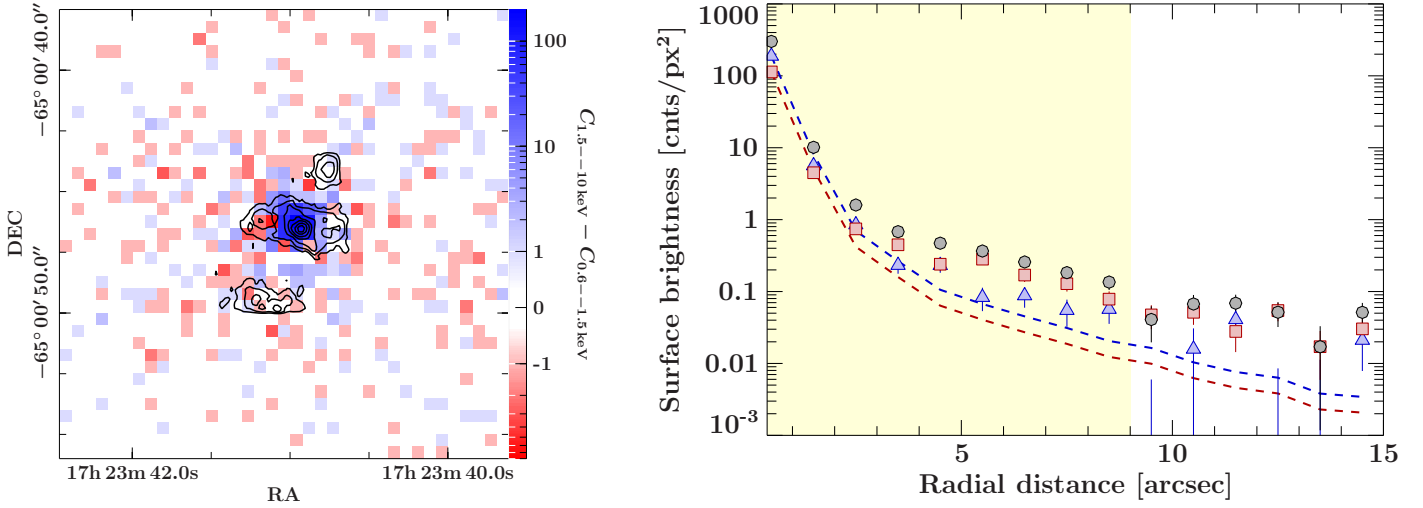 −65° 00′ 40.0″
−65° 00′ 50.0″
DEC
17h 23m 42.0s
17h 23m 40.0s
RA
100
10
1
0
-1
C1.5−−10 keV − C0.6−−1.5 keV
1000
100
10
1
0.1
0.01
10-3
Surface brightness [cnts/px²]
5
10
15
Radial distance [arcsec]